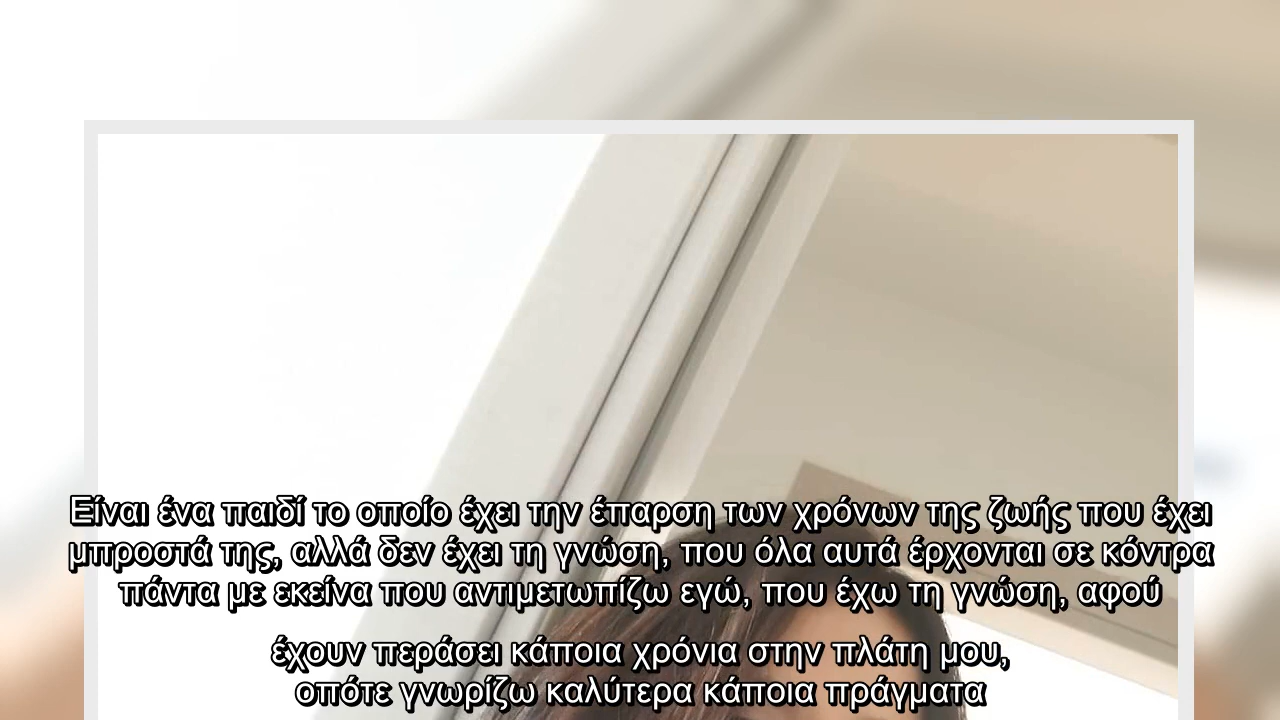 Είναι ένα παιδί το οποίο έχει την έπαρση των χρόνων της ζωής που έχει
μπροστά της, αλλά δεν έχει τη γνώση, που όλα αυτά έρχονται σε κόντρα
πάντα με εκείνα που αντιμετωπίζω εγώ, που έχω τη γνώση, αφού
έχουν περάσει κάποια χρόνια στην πλάτη μου,
οπότε γνωρίζω καλύτερα κάποια πράγματα